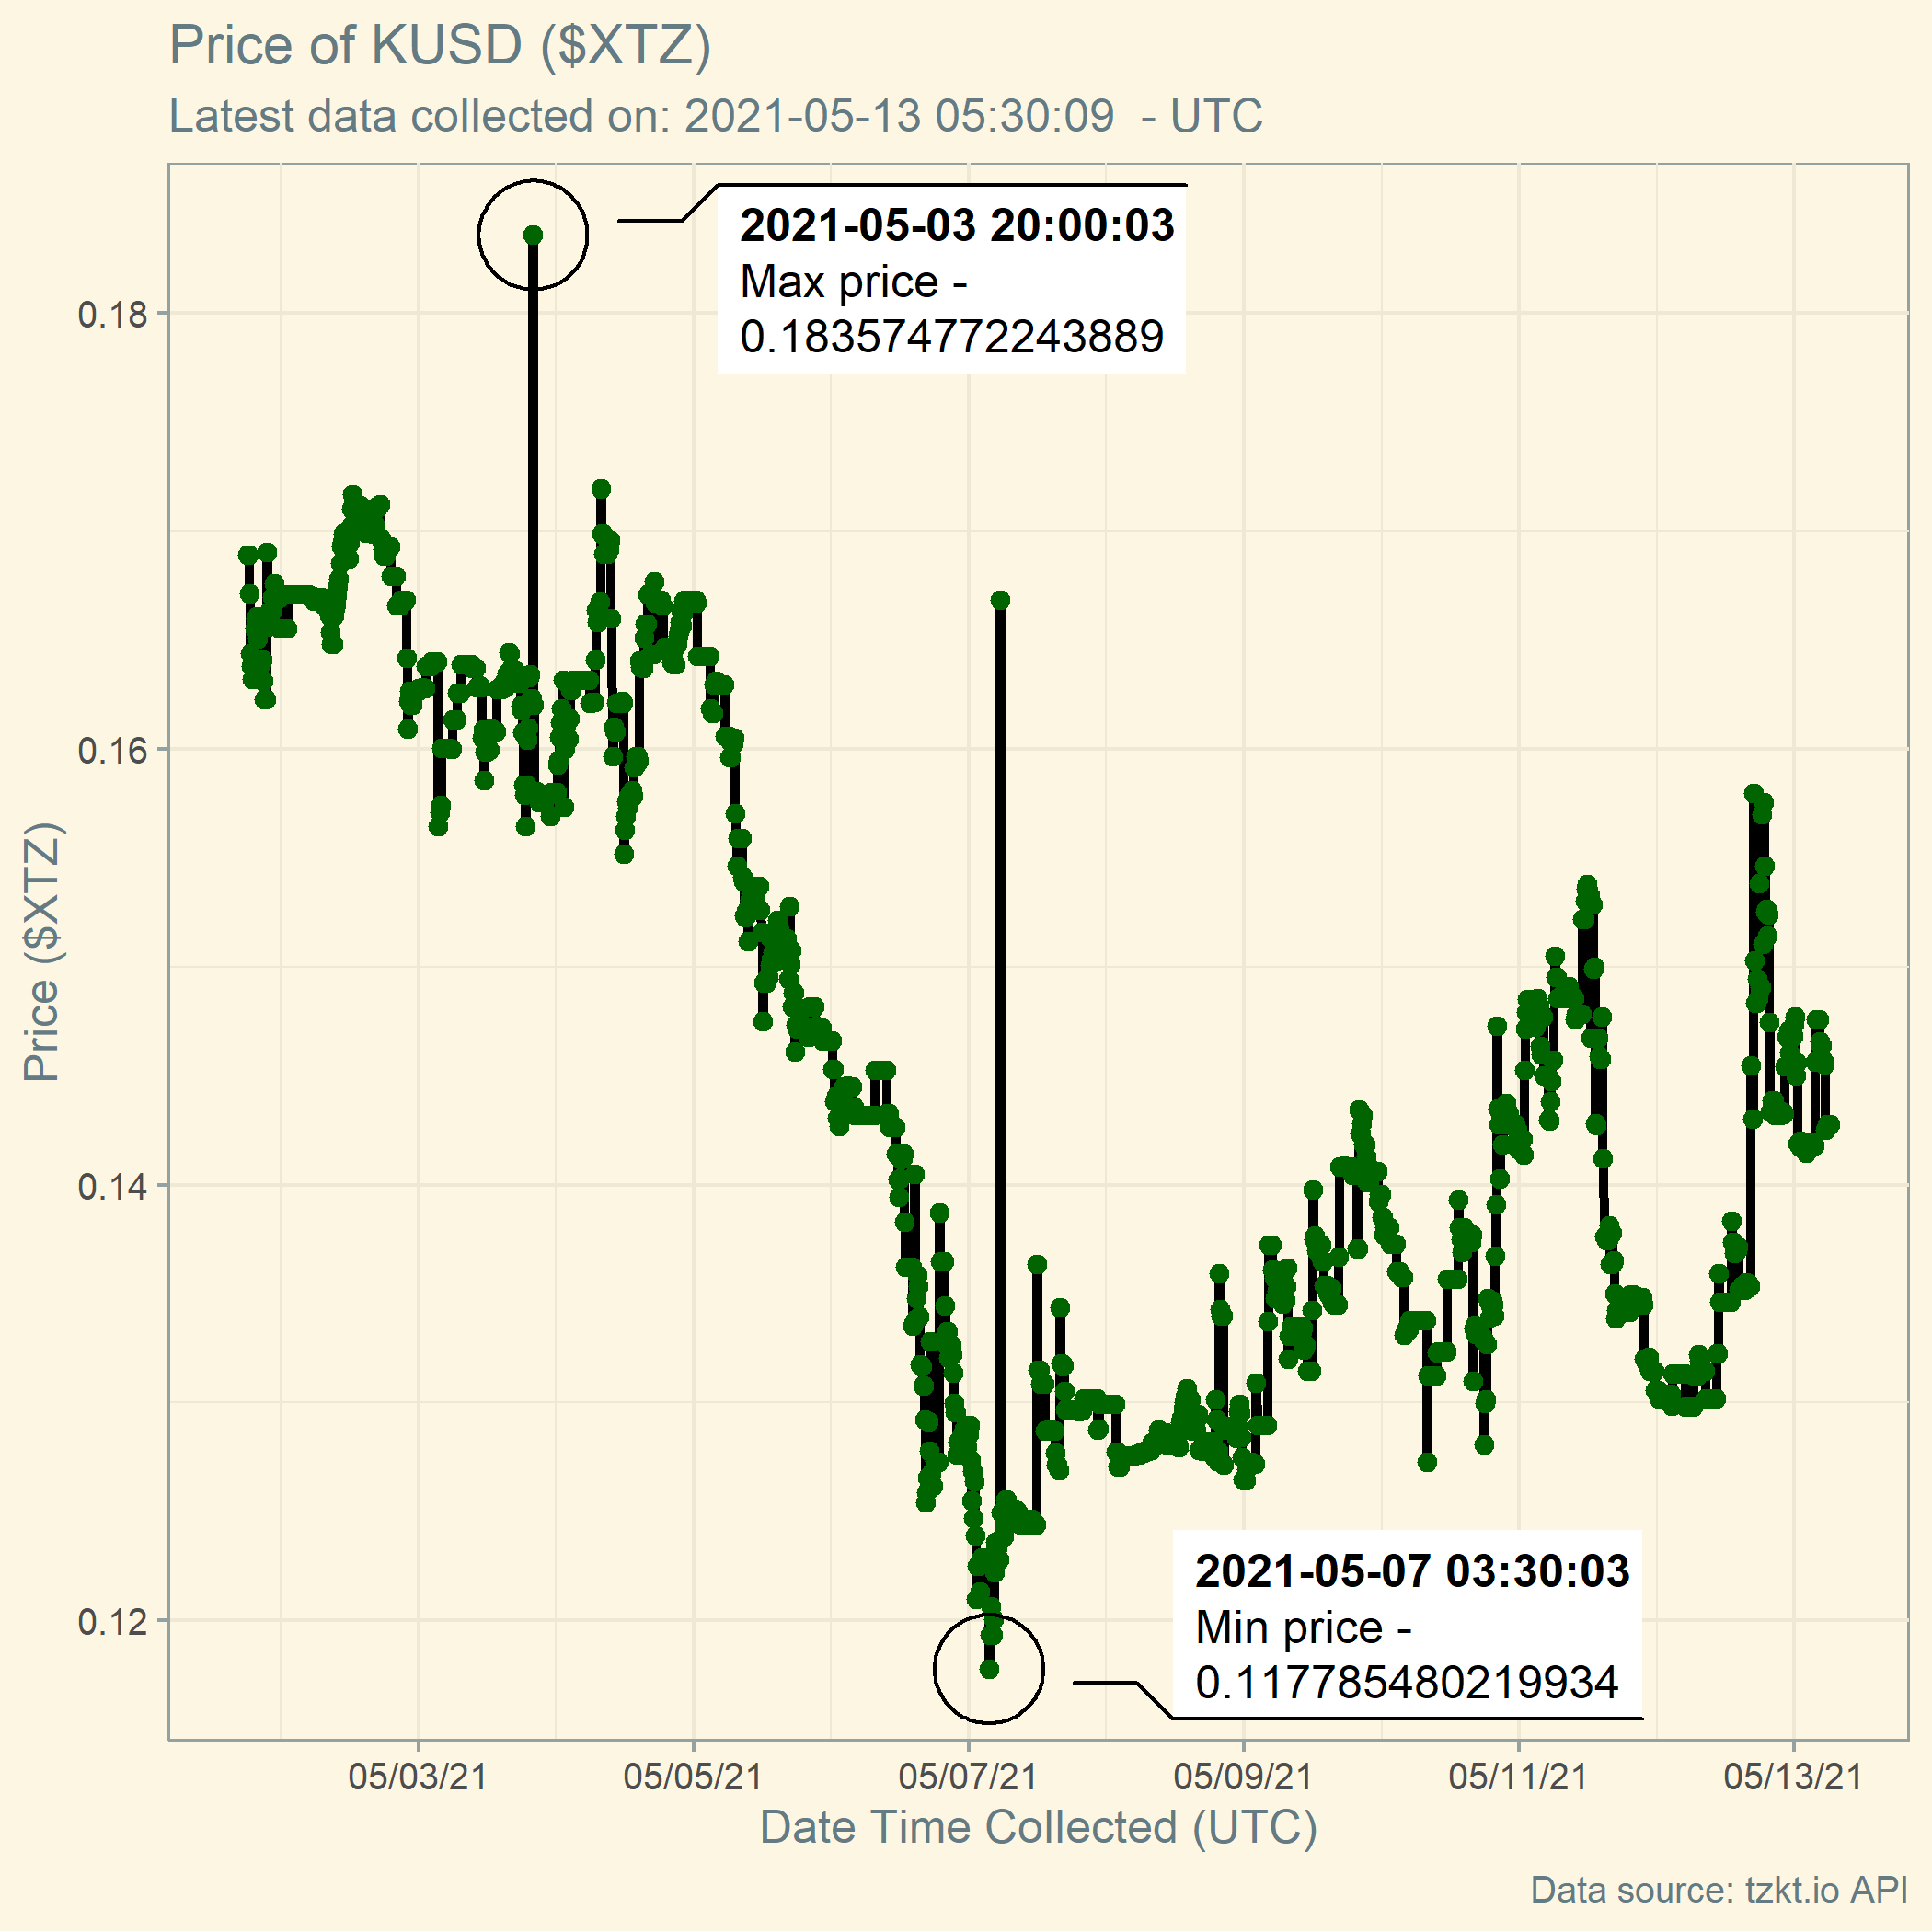 Price of KUSD ($XTZ)
Latest data collected on: 2021-05-13 05:30:09  - UTC
2021-05-03 20:00:03
Max price -
0.183574772243889
0.18
0.16
0.14
0.12
Price ($XTZ)
2021-05-07 03:30:03
Min price -
0.117785480219934
05/03/21
05/05/21
05/07/21
05/09/21
05/11/21
05/13/21
Date Time Collected (UTC)
Data source: tzkt.io API